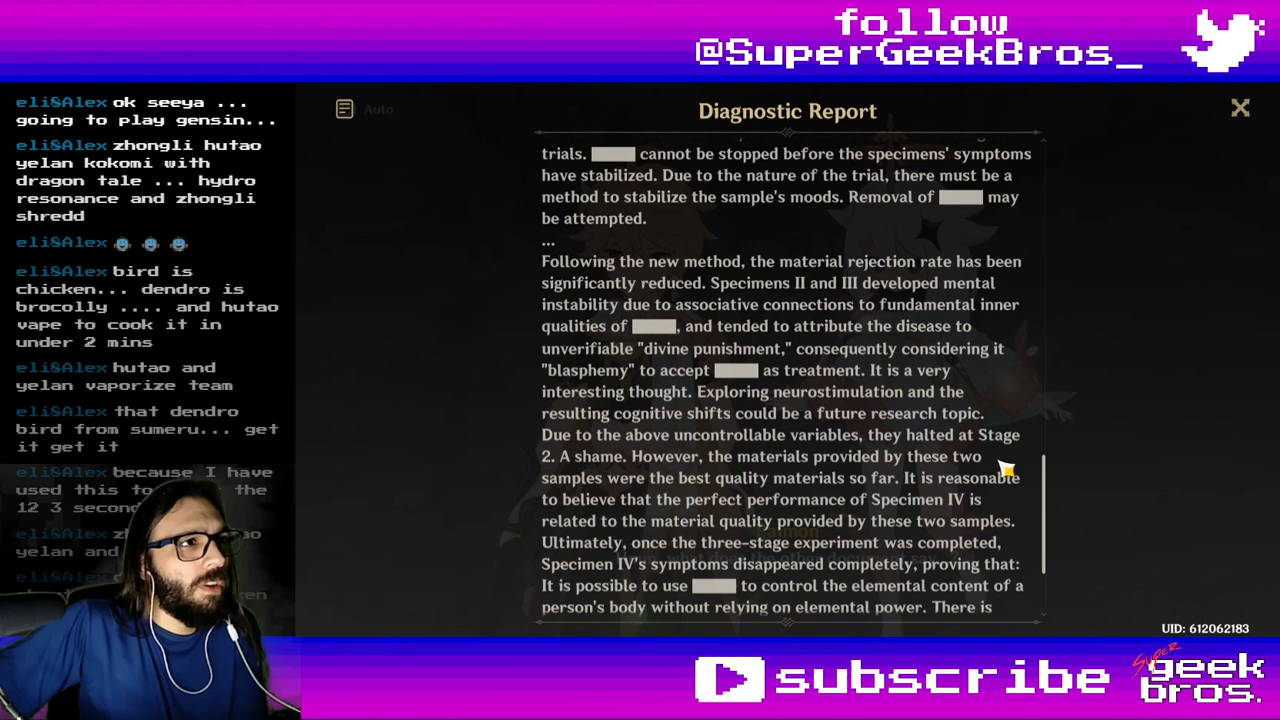 follow
@SuperGeekBros_
eli&Alex ok seeya ...
going to play gensin...
eli&Alex zhongli hutao
yelan kokomi with
dragon tale ... hydro
resonance and zhongli
shredd
eli&Alex
eli&Alex bird is
chicken... dendro is
brocolly .... and hutao
vape to cook it in
under 2 mins
eli&Alex hutao and
yelan vaporize team
eli&Alex that dendro
bird from sumeru... get
it get it
eli&Alex because I have
used this to the
12 3 second
eli&Alex
yelan and
Auto
Diagnostic Report
trials. cannot be stopped before the specimens' symptoms
have stabilized. Due to the nature of the trial, there must be a
method to stabilize the sample's moods. Removal of may
be attempted.
...
Following the new method, the material rejection rate has been
significantly reduced. Specimens II and III developed mental
instability due to associative connections to fundamental inner
qualities of , and tended to attribute the disease to
unverifiable "divine punishment," consequently considering it
"blasphemy" to accept as treatment. It is a very
interesting thought. Exploring neurostimulation and the
resulting cognitive shifts could be a future research topic.
Due to the above uncontrollable variables, they halted at Stage
2. A shame. However, the materials provided by these two
samples were the best quality materials so far. It is reasonable
to believe that the perfect performance of Specimen IV is
related to the material quality provided by these two samples.
Ultimately, once the three-stage experiment was completed,
Specimen IV's symptoms disappeared completely, proving that:
It is possible to use to control the elemental content of a
person's body without relying on elemental power. There is
UID: 612062183
subscribe
SUPER
geek
bros.